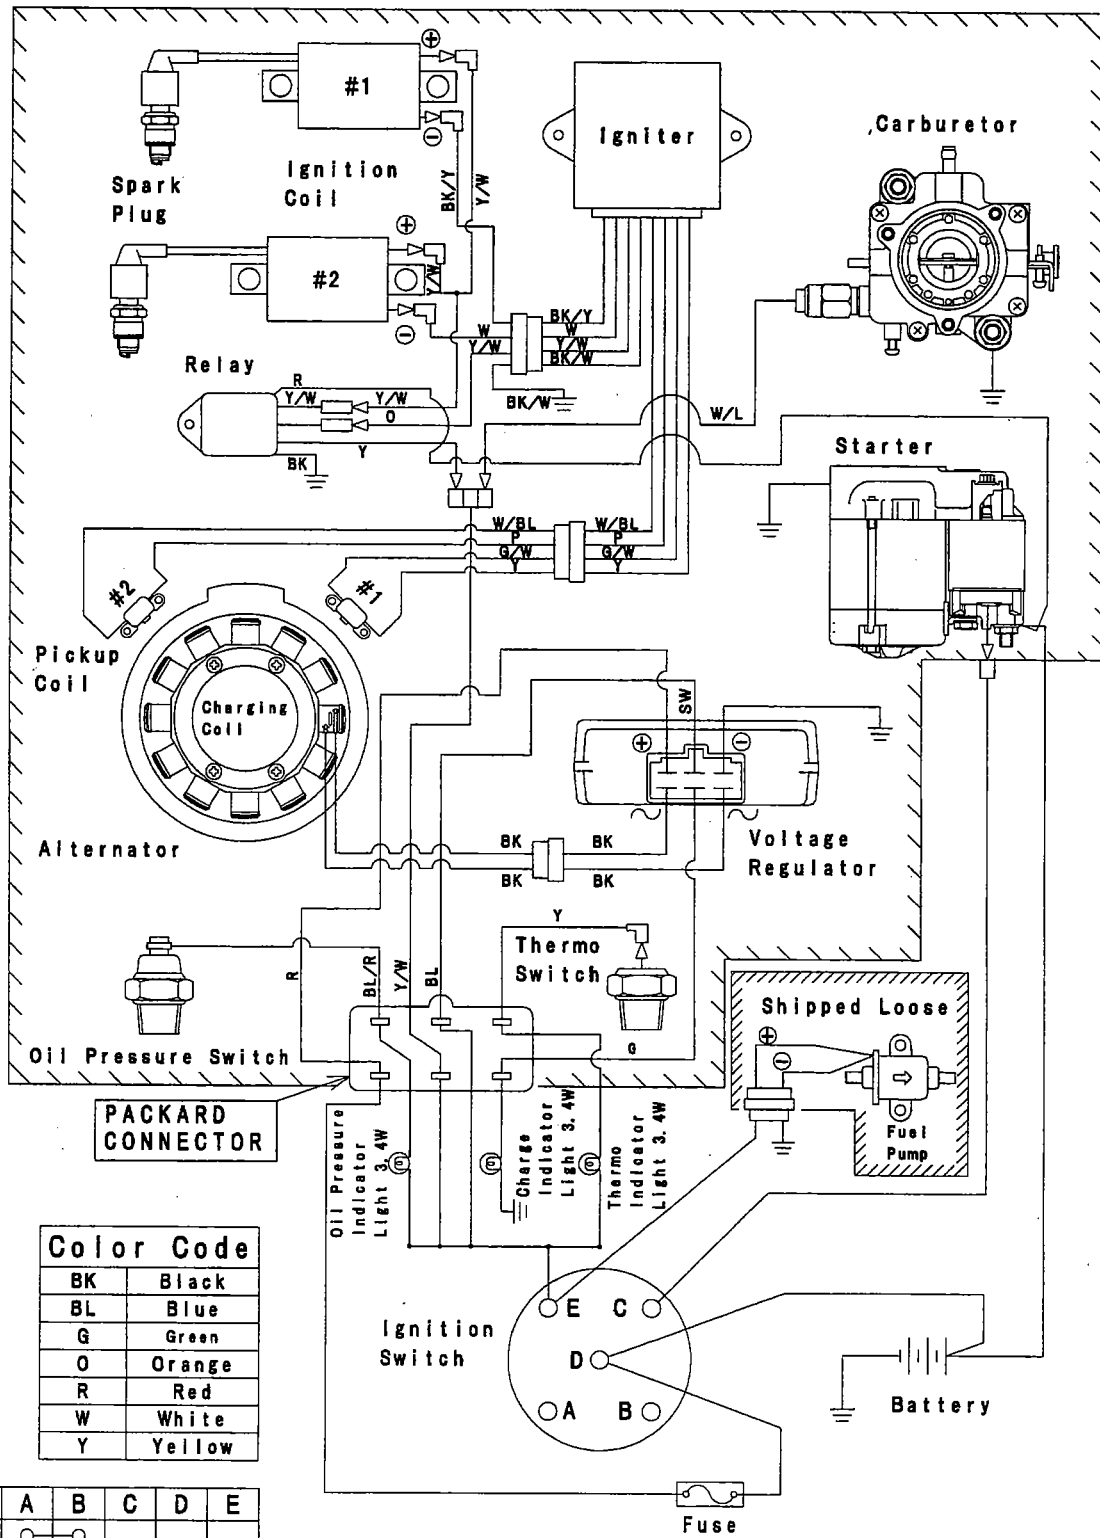 #1
⊕
⊖
Spark
Plug
Ignition
Coil
BK/Y
Y/W
Igniter
Carburetor
#2
⊕
⊖
Y/W
W
Y/W
BK/Y
W
Y/W
BK/W
BK/W
Relay
R
Y/W
Y/W
O
Y
BK
W/L
Starter
W/BL
P
G/W
Y
W/BL
P
G/W
Y
#2
#1
Pickup
Coil
Charging
Coil
Alternator
SW
⊕
⊖
Voltage
Regulator
BK
BK
BK
BK
Y
Thermo
Switch
R
BL/R
Y/W
BL
G
Oil Pressure Switch
PACKARD
CONNECTOR
Shipped Loose
⊕
⊖
Fuel
Pump
Oil Pressure
Indicator
Light 3.4W
Charge
Indicator
Light 3.4W
Thermo
Indicator
Light 3.4W
Color Code
BK Black
BL Blue
G Green
O Orange
R Red
W White
Y Yellow
Ignition
Switch
E C
D
A B
Battery
Fuse
A B C D E